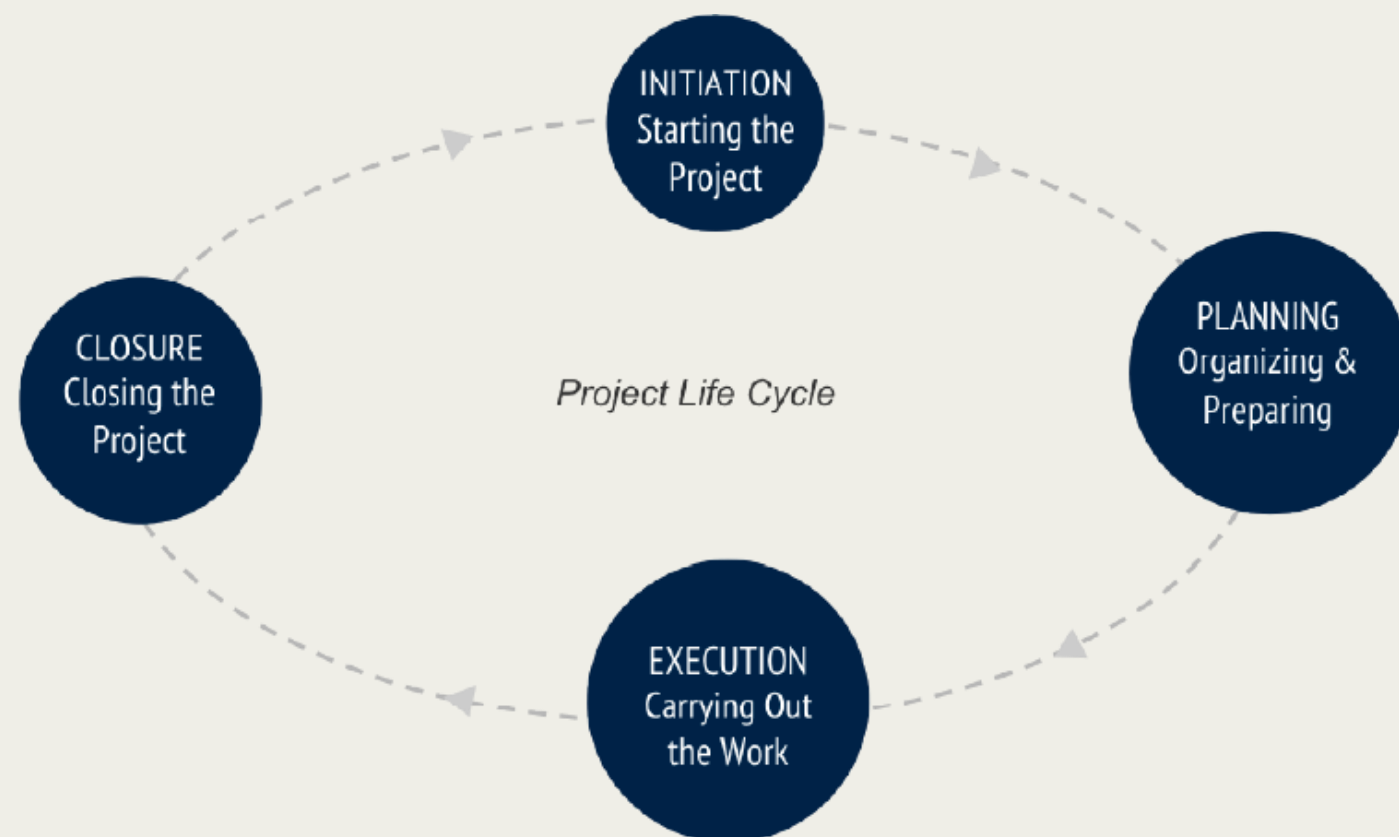 INITIATION
Starting the
Project
PLANNING
Organizing &
Preparing
EXECUTION
Carrying Out
the Work
CLOSURE
Closing the
Project
Project Life Cycle